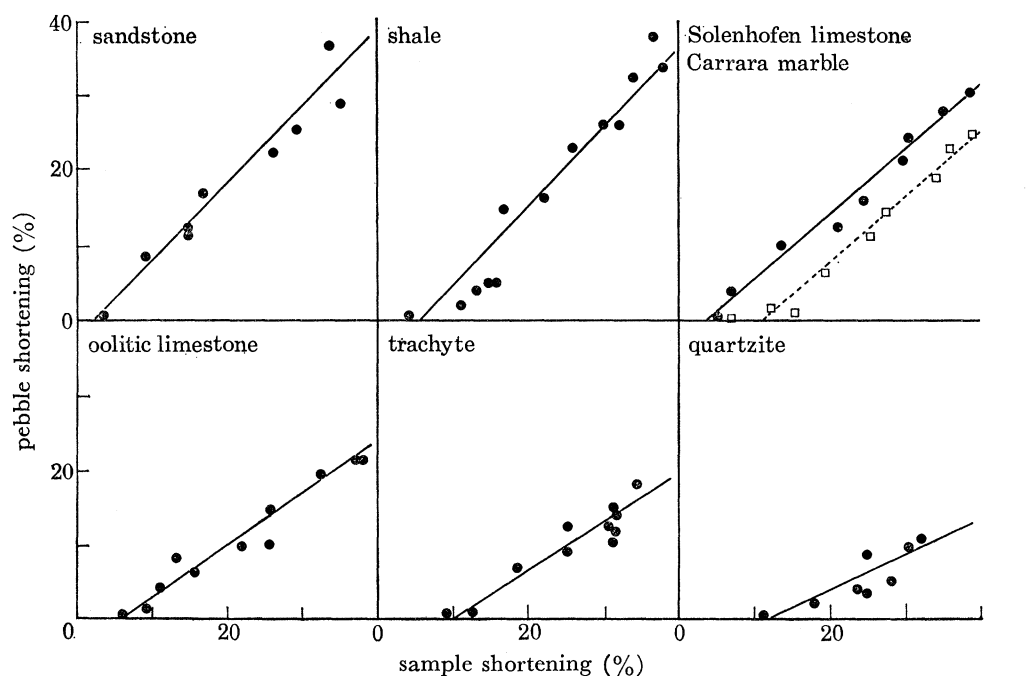 40
sandstone
shale
Solenhofen limestone
Carrara marble
20
0
pebble shortening (%)
oolitic limestone
trachyte
quartzite
20
0 20 0 20 0 20
sample shortening (%)